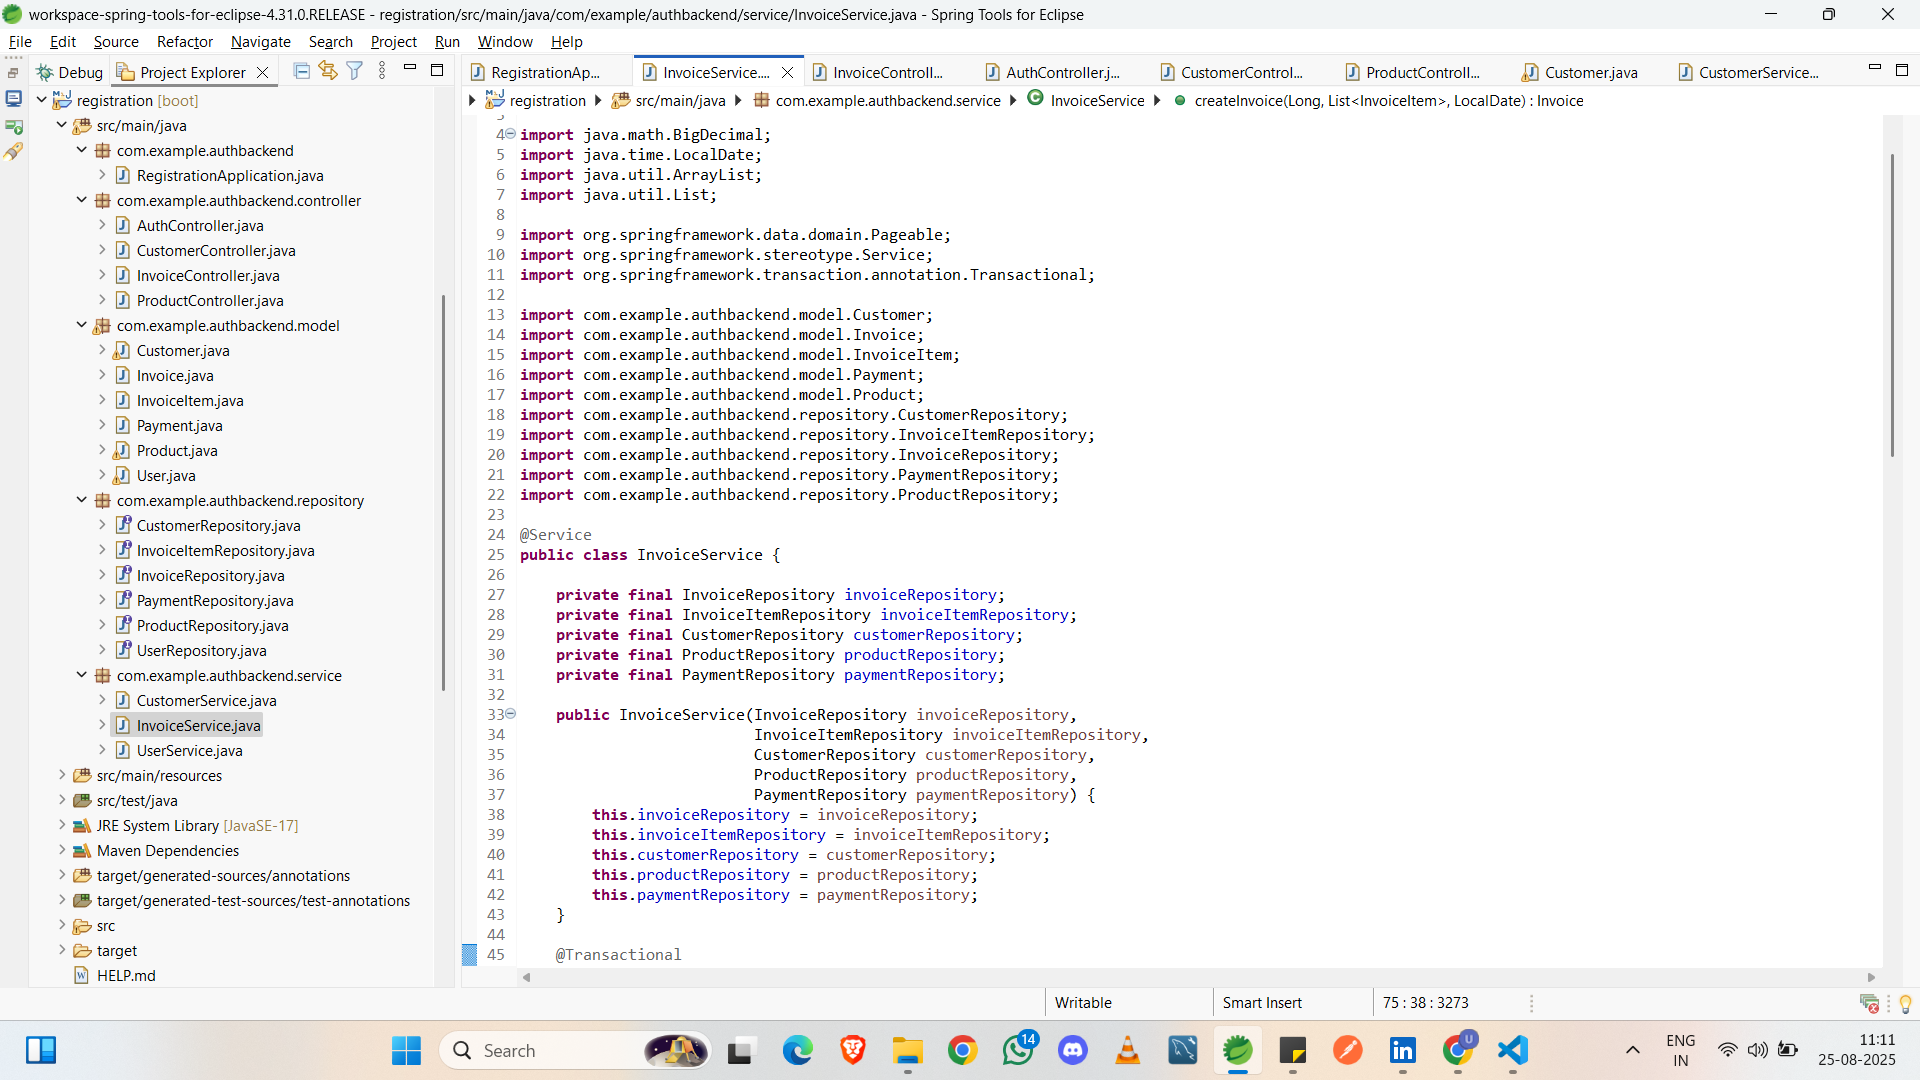 workspace-spring-tools-for-eclipse-4.31.0.RELEASE - registration/src/main/java/com/example/authbackend/service/InvoiceService.java - Spring Tools for Eclipse
File Edit Source Refactor Navigate Search Project Run Window Help
Debug Project Explorer
RegistrationAp... InvoiceService.... InvoiceControll... AuthController.j... CustomerControl... ProductControll... Customer.java CustomerService...
registration src/main/java com.example.authbackend.service InvoiceService createInvoice(Long, List<InvoiceItem>, LocalDate) : Invoice
registration [boot]
src/main/java
com.example.authbackend
RegistrationApplication.java
com.example.authbackend.controller
AuthController.java
CustomerController.java
InvoiceController.java
ProductController.java
com.example.authbackend.model
Customer.java
Invoice.java
InvoiceItem.java
Payment.java
Product.java
User.java
com.example.authbackend.repository
CustomerRepository.java
InvoiceItemRepository.java
InvoiceRepository.java
PaymentRepository.java
ProductRepository.java
UserRepository.java
com.example.authbackend.service
CustomerService.java
InvoiceService.java
UserService.java
src/main/resources
src/test/java
JRE System Library [JavaSE-17]
Maven Dependencies
target/generated-sources/annotations
target/generated-test-sources/test-annotations
src
target
HELP.md
4 import java.math.BigDecimal;
5 import java.time.LocalDate;
6 import java.util.ArrayList;
7 import java.util.List;
8
9 import org.springframework.data.domain.Pageable;
10 import org.springframework.stereotype.Service;
11 import org.springframework.transaction.annotation.Transactional;
12
13 import com.example.authbackend.model.Customer;
14 import com.example.authbackend.model.Invoice;
15 import com.example.authbackend.model.InvoiceItem;
16 import com.example.authbackend.model.Payment;
17 import com.example.authbackend.model.Product;
18 import com.example.authbackend.repository.CustomerRepository;
19 import com.example.authbackend.repository.InvoiceItemRepository;
20 import com.example.authbackend.repository.InvoiceRepository;
21 import com.example.authbackend.repository.PaymentRepository;
22 import com.example.authbackend.repository.ProductRepository;
23
24 @Service
25 public class InvoiceService {
26
27 private final InvoiceRepository invoiceRepository;
28 private final InvoiceItemRepository invoiceItemRepository;
29 private final CustomerRepository customerRepository;
30 private final ProductRepository productRepository;
31 private final PaymentRepository paymentRepository;
32
33 public InvoiceService(InvoiceRepository invoiceRepository,
34 InvoiceItemRepository invoiceItemRepository,
35 CustomerRepository customerRepository,
36 ProductRepository productRepository,
37 PaymentRepository paymentRepository) {
38 this.invoiceRepository = invoiceRepository;
39 this.invoiceItemRepository = invoiceItemRepository;
40 this.customerRepository = customerRepository;
41 this.productRepository = productRepository;
42 this.paymentRepository = paymentRepository;
43 }
44
45 @Transactional
Writable Smart Insert 75 : 38 : 3273
Search
14
U
ENG
IN
11:11
25-08-2025